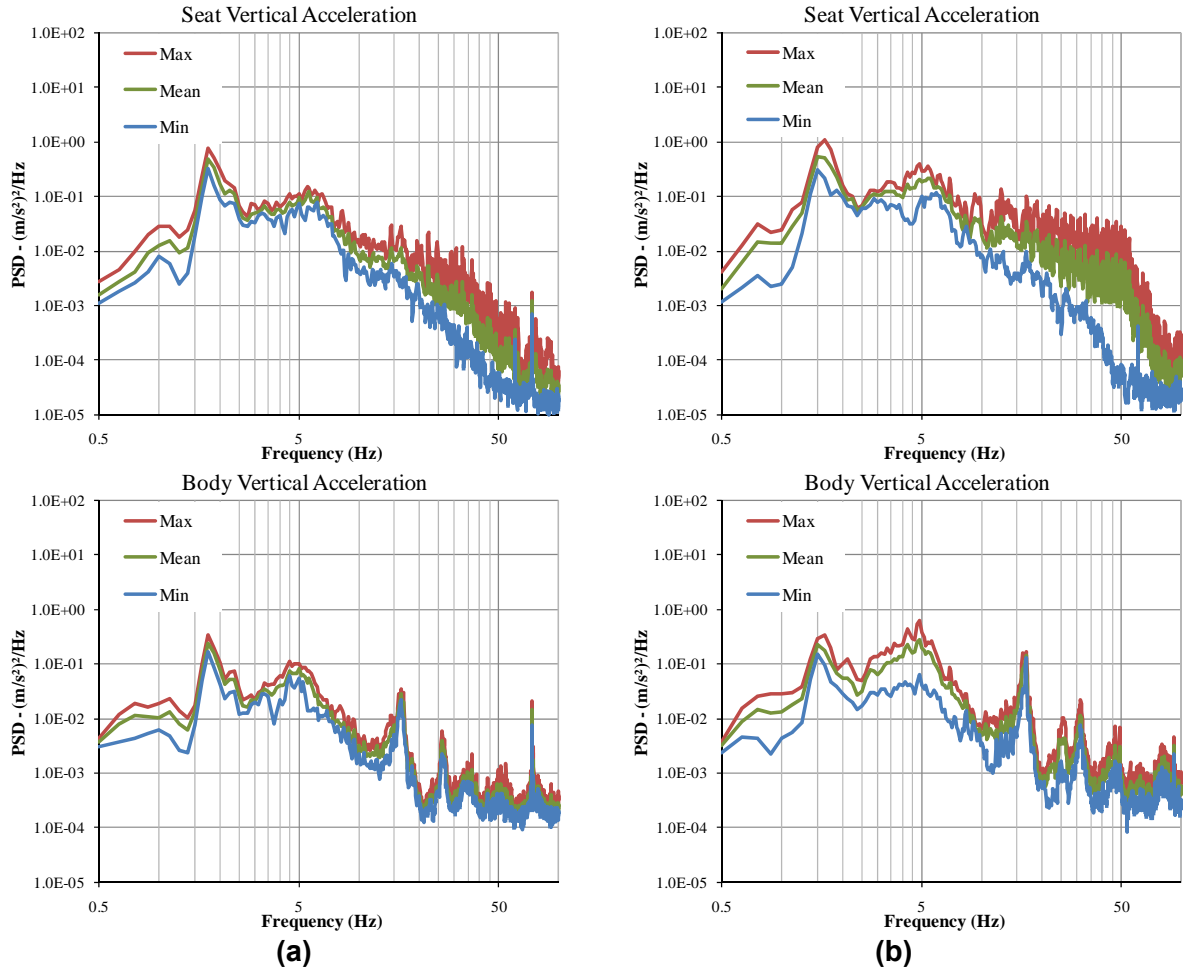 Seat Vertical Acceleration
1.0E+02
1.0E+01
1.0E+00
1.0E-01
1.0E-02
1.0E-03
1.0E-04
1.0E-05
PSD - (m/s²)²/Hz
Max
Mean
Min
0.5
5
50
Frequency (Hz)
Seat Vertical Acceleration
1.0E+02
1.0E+01
1.0E+00
1.0E-01
1.0E-02
1.0E-03
1.0E-04
1.0E-05
PSD - (m/s²)²/Hz
Max
Mean
Min
0.5
5
50
Frequency (Hz)
Body Vertical Acceleration
1.0E+02
1.0E+01
1.0E+00
1.0E-01
1.0E-02
1.0E-03
1.0E-04
1.0E-05
PSD - (m/s²)²/Hz
Max
Mean
Min
0.5
5
50
Frequency (Hz)
(a)
Body Vertical Acceleration
1.0E+02
1.0E+01
1.0E+00
1.0E-01
1.0E-02
1.0E-03
1.0E-04
1.0E-05
PSD - (m/s²)²/Hz
Max
Mean
Min
0.5
5
50
Frequency (Hz)
(b)